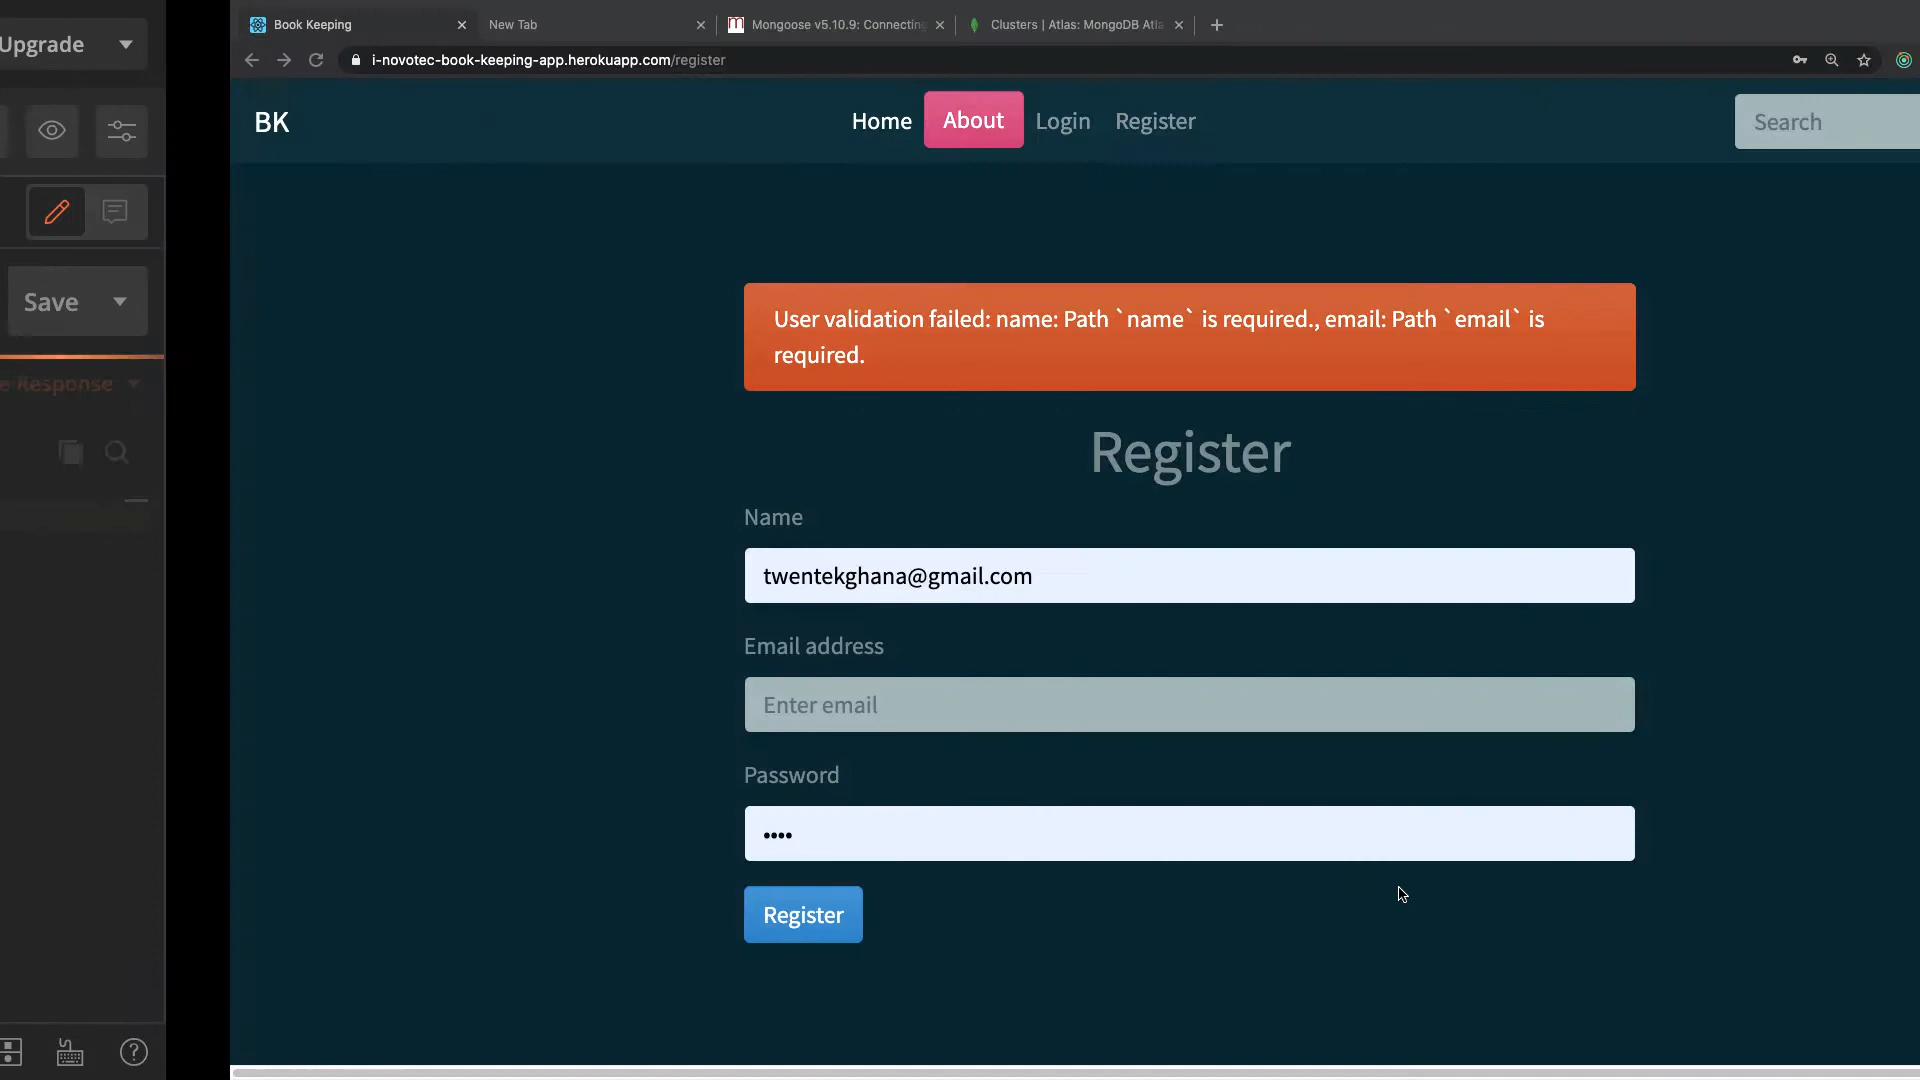 Upgrade
Save
e Response
Book Keeping
New Tab
Mongoose v5.10.9: Connecting
Clusters | Atlas: MongoDB Atla
i-novotec-book-keeping-app.herokuapp.com/register
BK
Home
About
Login
Register
Search
User validation failed: name: Path `name` is required., email: Path `email` is
required.
Register
Name
twentekghana@gmail.com
Email address
Enter email
Password
••••
Register